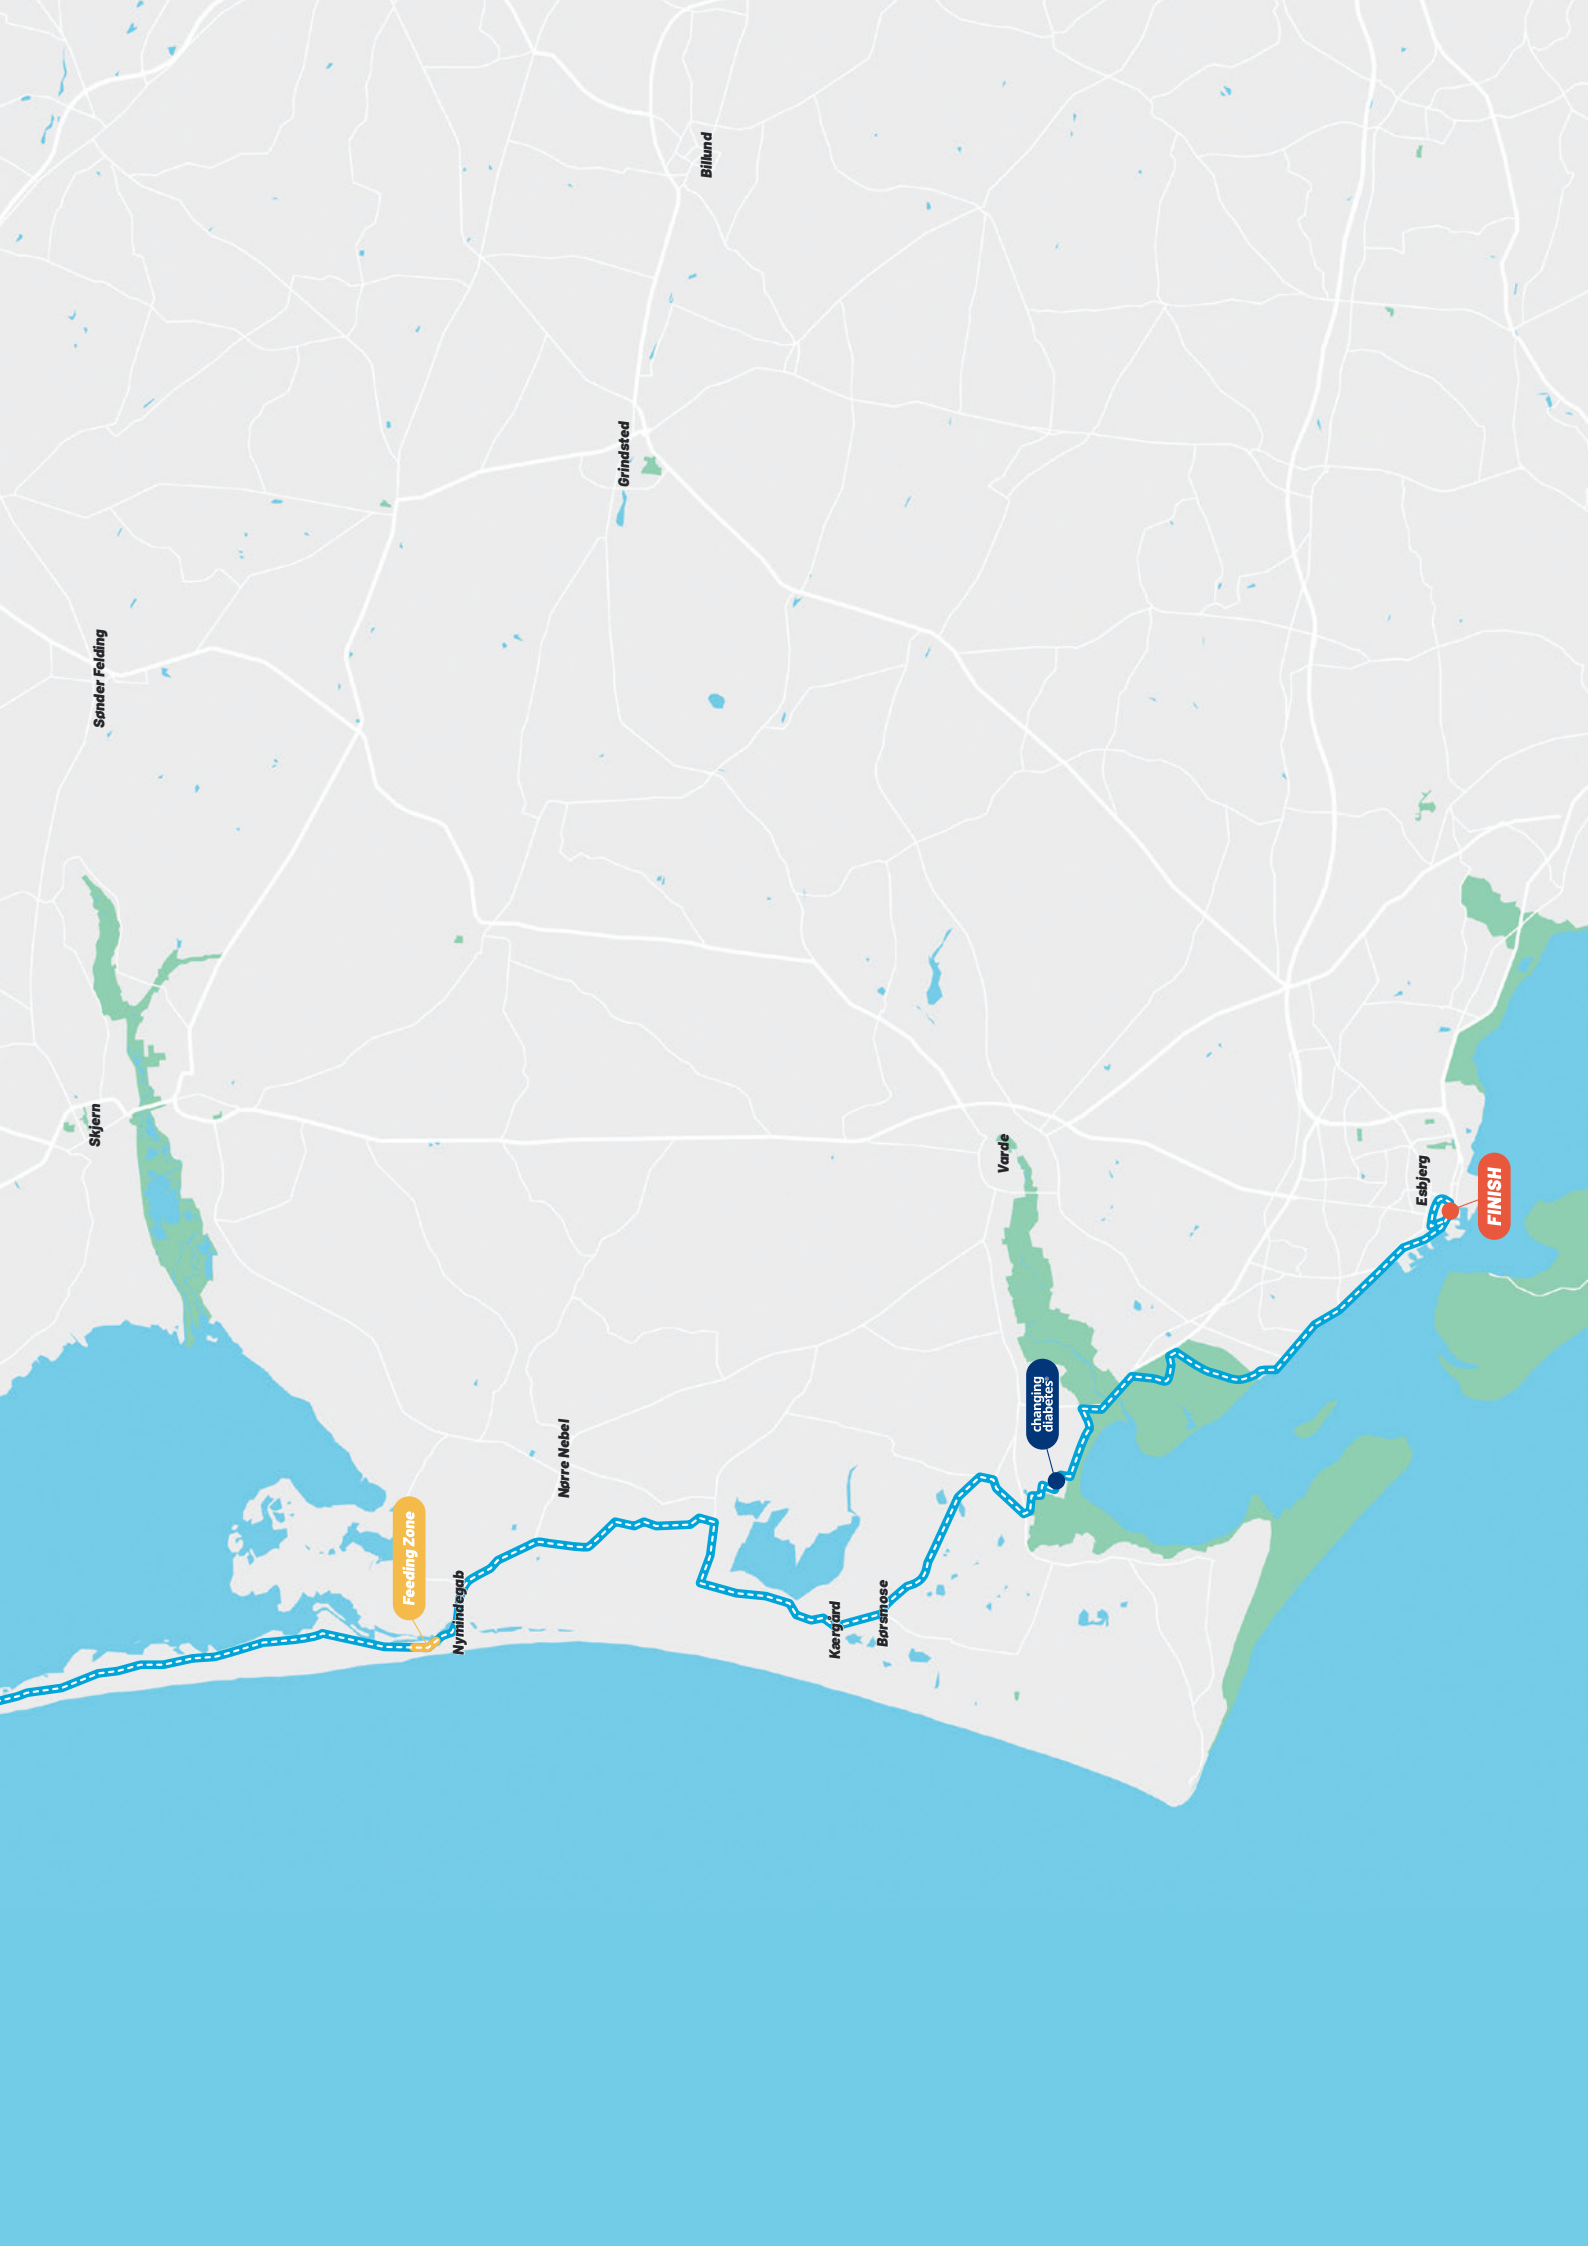 Sønder Felding
Skjern
Billund
Grindsted
Feeding Zone
Nymindegab
Nørre Nebel
Kærgård
Børsmose
Varde
changing
diabetes®
Esbjerg
FINISH